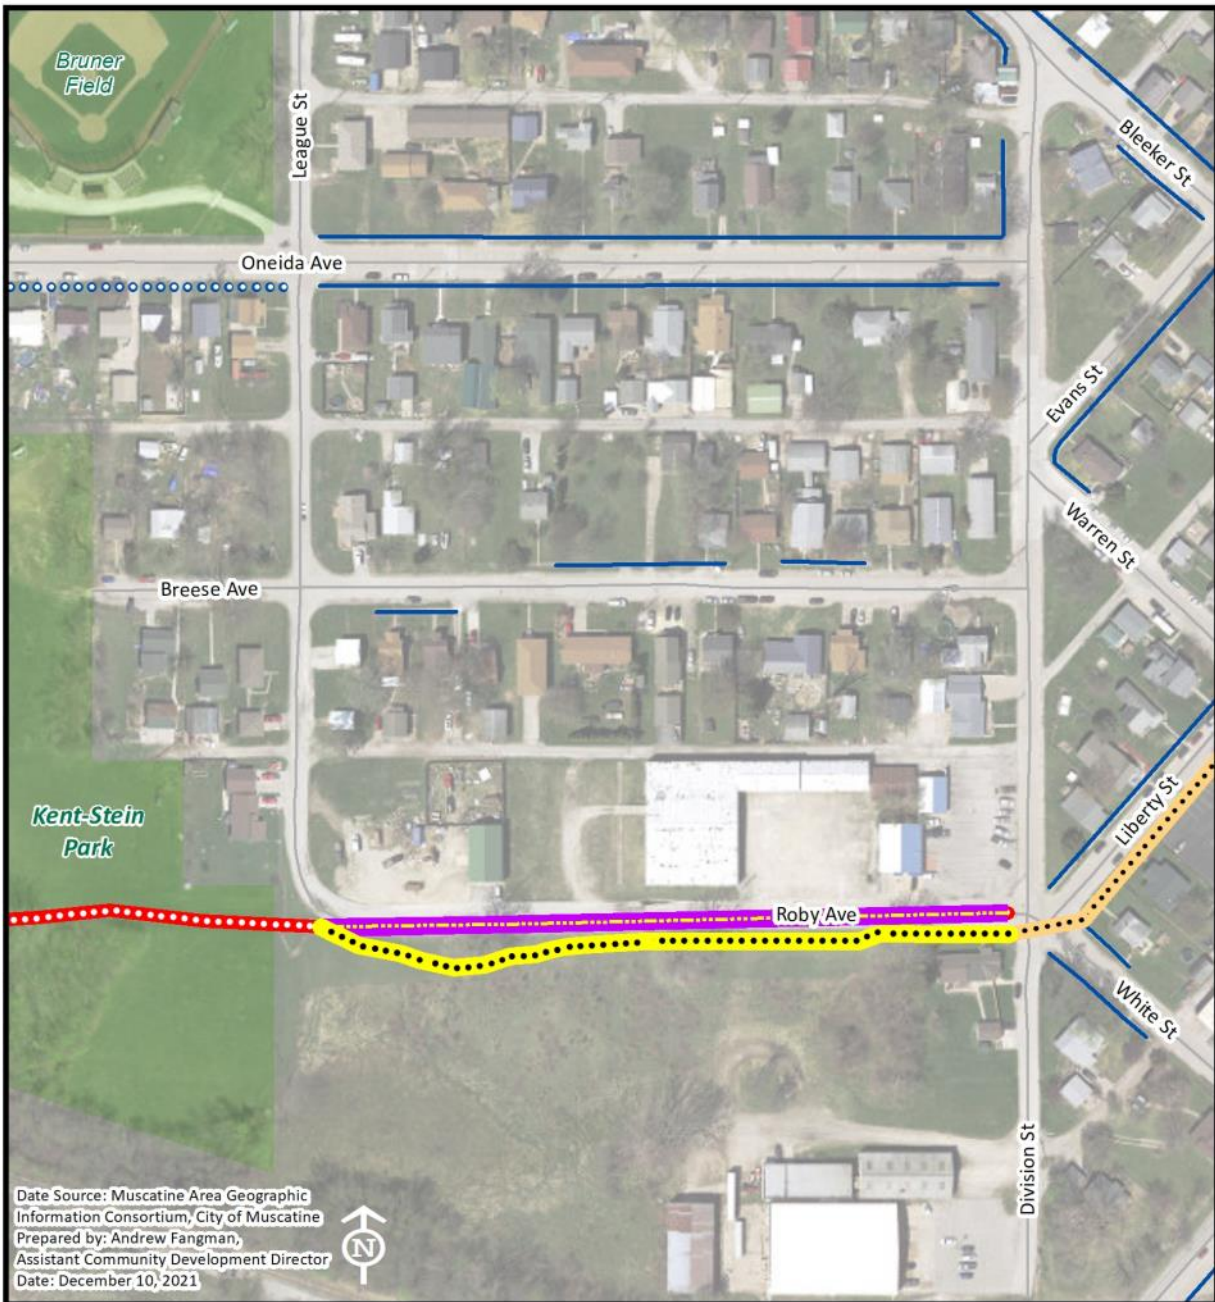 Bruner
Field
League St
Bleeker St
Oneida Ave
Evans St
Warren St
Breese Ave
Kent-Stein
Park
Liberty St
Roby Ave
White St
Division St
Date Source: Muscatine Area Geographic
Information Consortium, City of Muscatine
Prepared by: Andrew Fangman,
Assistant Community Development Director
Date: December 10, 2021
N